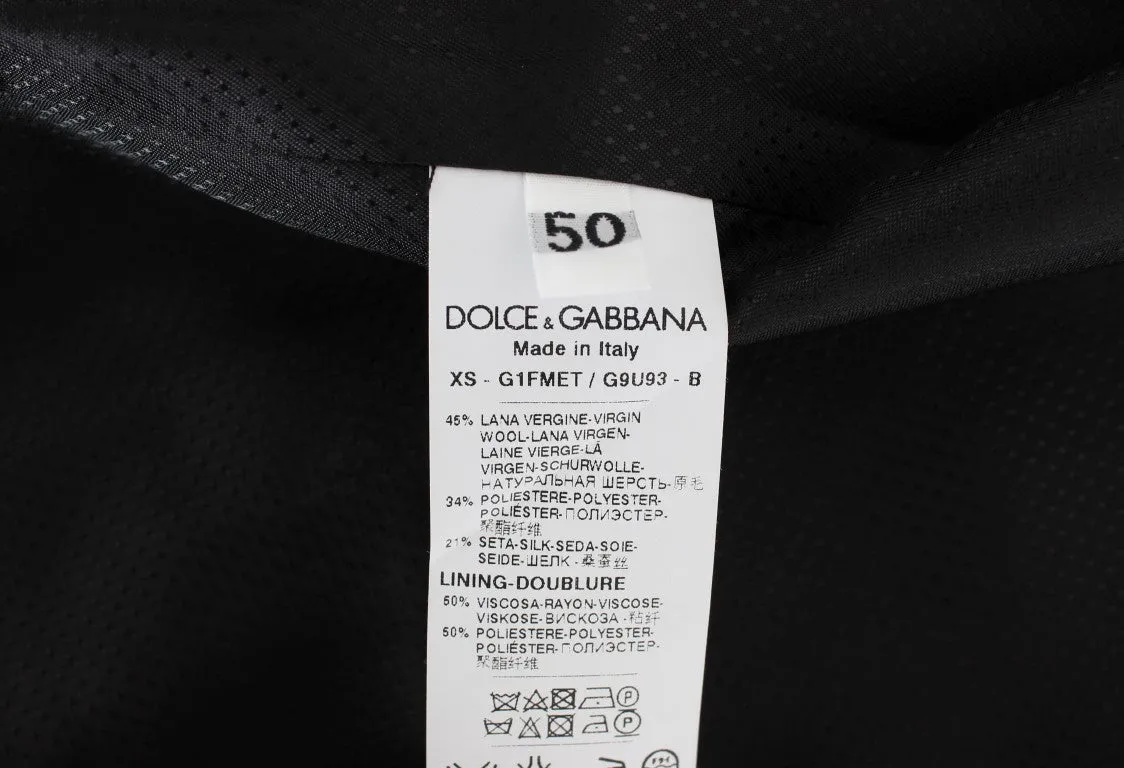 50
DOLCE & GABBANA
Made in Italy
XS - G1FMET / G9U93 - B
45% LANA VERGINE-VIRGIN
WOOL-LANA VIRGEN-
LAINE VIERGE-LÃ
VIRGEN-SCHURWOLLE-
НАТУРАЛЬНАЯ ШЕРСТЬ-原毛
34% POLIESTERE-POLYESTER-
POLIÉSTER-ПОЛИЭСТЕР-
聚酯纤维
21% SETA-SILK-SEDA-SOIE-
SEIDE-ШЕЛК-桑蚕丝
LINING-DOUBLURE
50% VISCOSA-RAYON-VISCOSE-
VISKOSE-ВИСКОЗА-粘纤
50% POLIESTERE-POLYESTER-
POLIÉSTER-ПОЛИЭСТЕР-
聚酯纤维
P
P